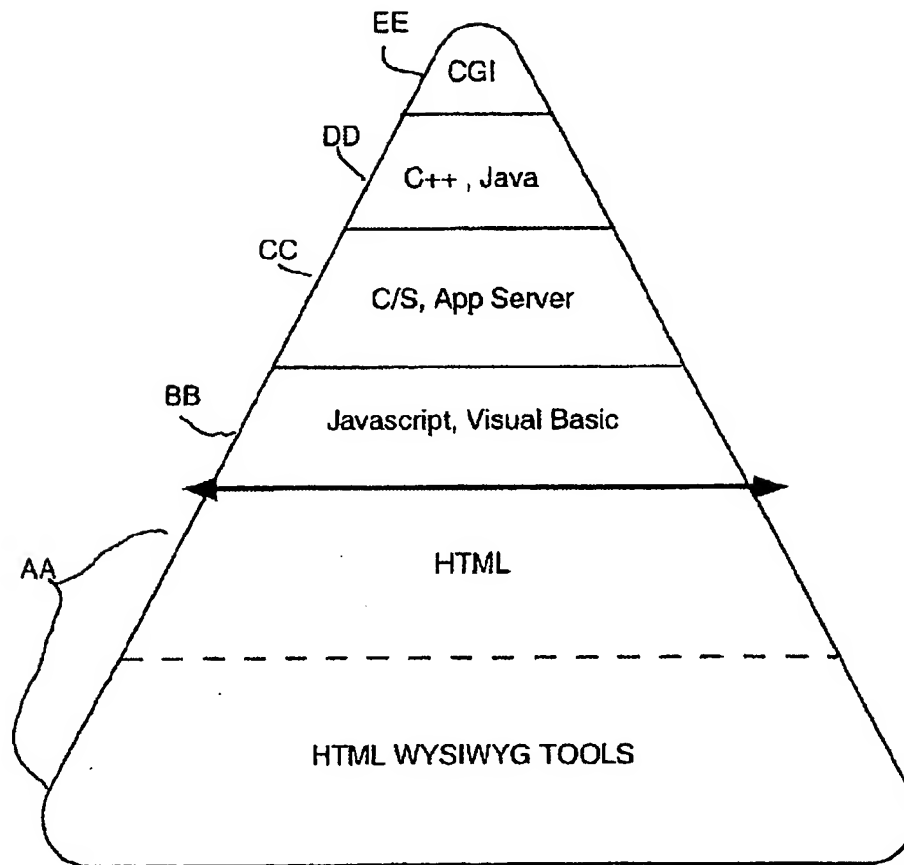 EE
CGI
DD
C++ , Java
CC
C/S, App Server
BB
Javascript, Visual Basic
AA
HTML
HTML WYSIWYG TOOLS